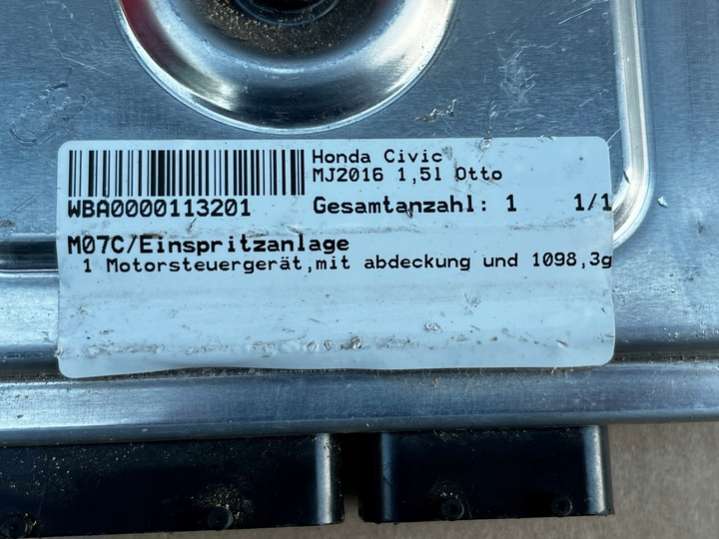 Honda Civic
MJ2016 1,5l Otto
WBA0000113201
Gesamtanzahl: 1 1/1
M07C/Einspritzanlage
1 Motorsteuergerät,mit abdeckung und 1098,3g